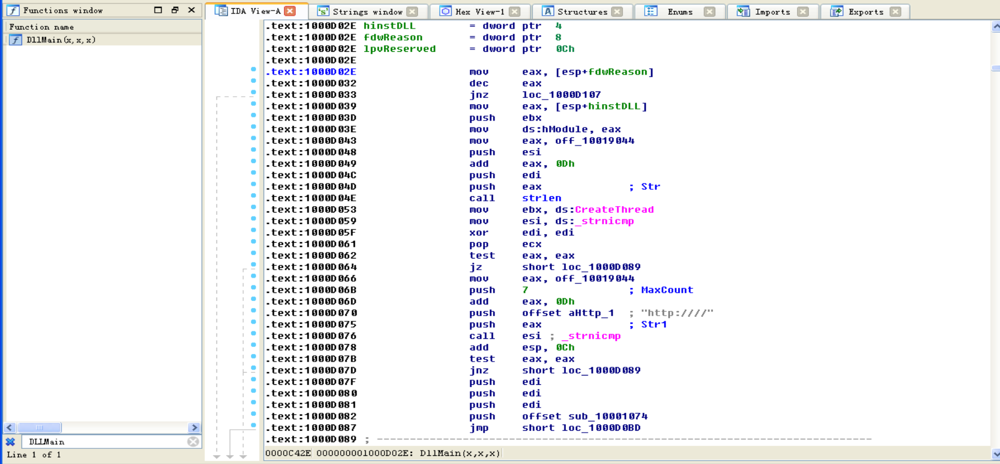 Functions window
IDA View-A
Strings window
Hex View-1
Structures
Enums
Imports
Exports
Function name
DllMain(x,x,x)
.text:1000D02E hinstDLL = dword ptr 4
.text:1000D02E fdwReason = dword ptr 8
.text:1000D02E lpvReserved = dword ptr 0Ch
.text:1000D02E
.text:1000D02E mov eax, [esp+fdwReason]
.text:1000D032 dec eax
.text:1000D033 jnz loc_1000D107
.text:1000D039 mov eax, [esp+hinstDLL]
.text:1000D03D push ebx
.text:1000D03E mov ds:hModule, eax
.text:1000D043 mov eax, off_10019044
.text:1000D048 push esi
.text:1000D049 add eax, 0Dh
.text:1000D04C push edi
.text:1000D04D push eax ; Str
.text:1000D04E call strlen
.text:1000D053 mov ebx, ds:CreateThread
.text:1000D059 mov esi, ds:_strnicmp
.text:1000D05F xor edi, edi
.text:1000D061 pop ecx
.text:1000D062 test eax, eax
.text:1000D064 jz short loc_1000D089
.text:1000D066 mov eax, off_10019044
.text:1000D06B push 7 ; MaxCount
.text:1000D06D add eax, 0Dh
.text:1000D070 push offset aHttp_1 ; "http:////"
.text:1000D075 push eax ; Str1
.text:1000D076 call esi ; _strnicmp
.text:1000D078 add esp, 0Ch
.text:1000D07B test eax, eax
.text:1000D07D jnz short loc_1000D089
.text:1000D07F push edi
.text:1000D080 push edi
.text:1000D081 push edi
.text:1000D082 push offset sub_10001074
.text:1000D087 jmp short loc_1000D0BD
.text:1000D089 ; ---------------------------------------------------------------------------
DLLMain
Line 1 of 1
0000C42E 000000001000D02E: DllMain(x,x,x)